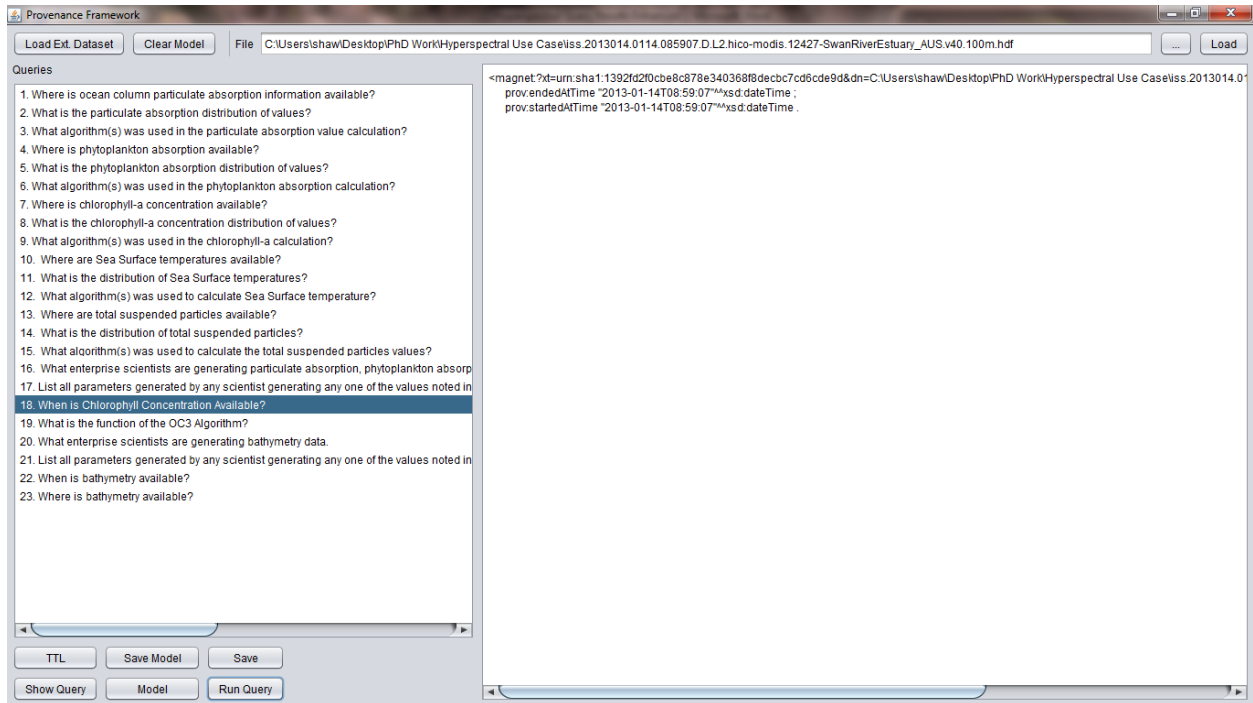 Provenance Framework
Load Ext. Dataset Clear Model File C:\Users\shaw\Desktop\PhD Work\Hyperspectral Use Case\iss.2013014.0114.085907.D.L2.hico-modis.12427-SwanRiverEstuary_AUS.v40.100m.hdf ... Load
Queries
1. Where is ocean column particulate absorption information available?
2. What is the particulate absorption distribution of values?
3. What algorithm(s) was used in the particulate absorption value calculation?
4. Where is phytoplankton absorption available?
5. What is the phytoplankton absorption distribution of values?
6. What algorithm(s) was used in the phytoplankton absorption calculation?
7. Where is chlorophyll-a concentration available?
8. What is the chlorophyll-a concentration distribution of values?
9. What algorithm(s) was used in the chlorophyll-a calculation?
10. Where are Sea Surface temperatures available?
11. What is the distribution of Sea Surface temperatures?
12. What algorithm(s) was used to calculate Sea Surface temperature?
13. Where are total suspended particles available?
14. What is the distribution of total suspended particles?
15. What algorithm(s) was used to calculate the total suspended particles values?
16. What enterprise scientists are generating particulate absorption, phytoplankton absorp
17. List all parameters generated by any scientist generating any one of the values noted in
18. When is Chlorophyll Concentration Available?
19. What is the function of the OC3 Algorithm?
20. What enterprise scientists are generating bathymetry data.
21. List all parameters generated by any scientist generating any one of the values noted in
22. When is bathymetry available?
23. Where is bathymetry available?
<magnet:?xt=urn:sha1:1392fd2f0cbe8c878e340368f8decbc7cd6cde9d&dn=C:\Users\shaw\Desktop\PhD Work\Hyperspectral Use Case\iss.2013014.01
prov:endedAtTime "2013-01-14T08:59:07"^^xsd:dateTime ;
prov:startedAtTime "2013-01-14T08:59:07"^^xsd:dateTime .
TTL Save Model Save
Show Query Model Run Query